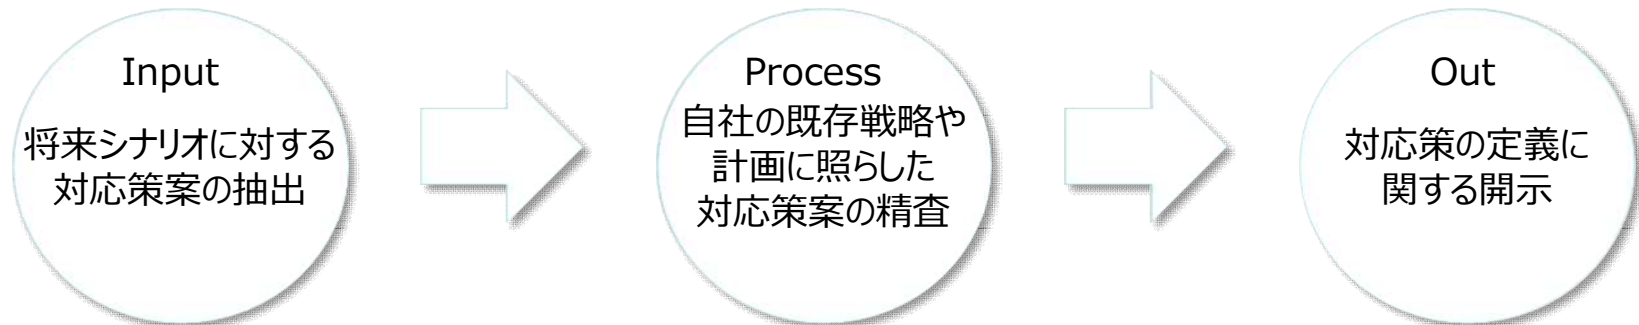 Input
将来シナリオに対する
対応策案の抽出
Process
自社の既存戦略や
計画に照らした
対応策案の精査
Out
対応策の定義に
関する開示